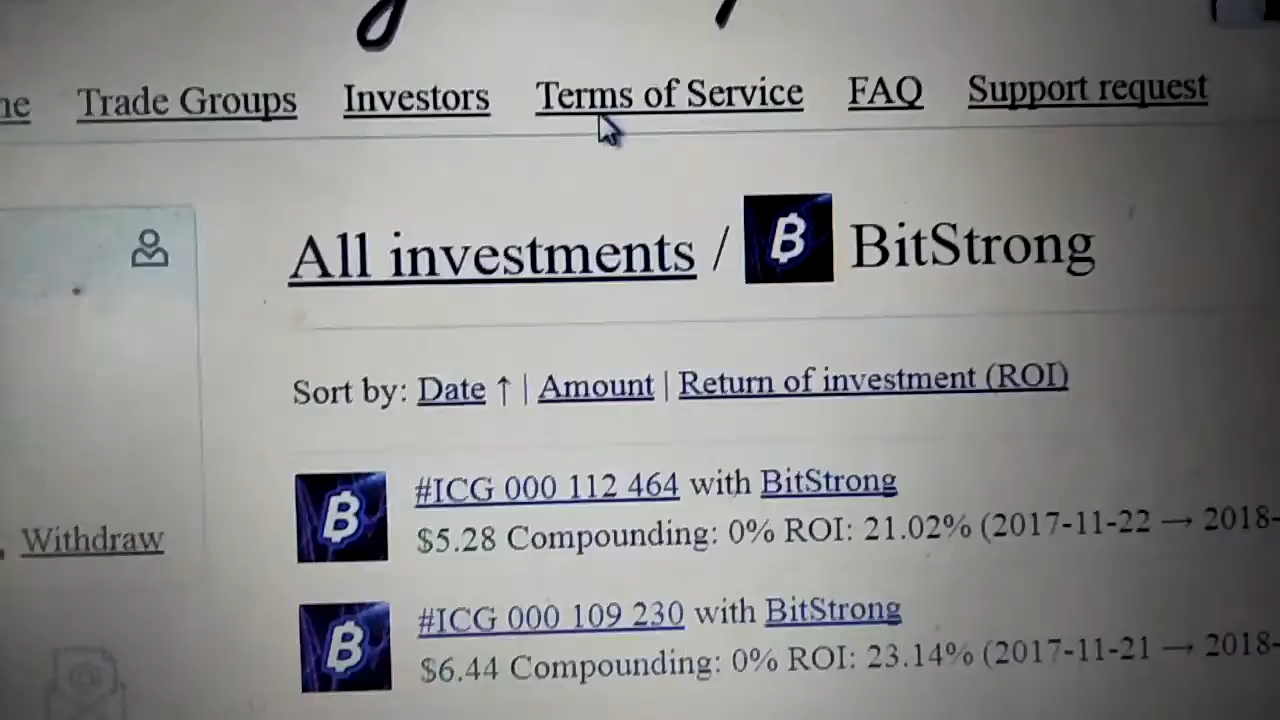 Trade Groups Investors Terms of Service FAQ Support request
All investments / BitStrong
Sort by: Date ↑ | Amount | Return of investment (ROI)
#ICG 000 112 464 with BitStrong
$5.28 Compounding: 0% ROI: 21.02% (2017-11-22 → 2018-
Withdraw
#ICG 000 109 230 with BitStrong
$6.44 Compounding: 0% ROI: 23.14% (2017-11-21 → 2018-